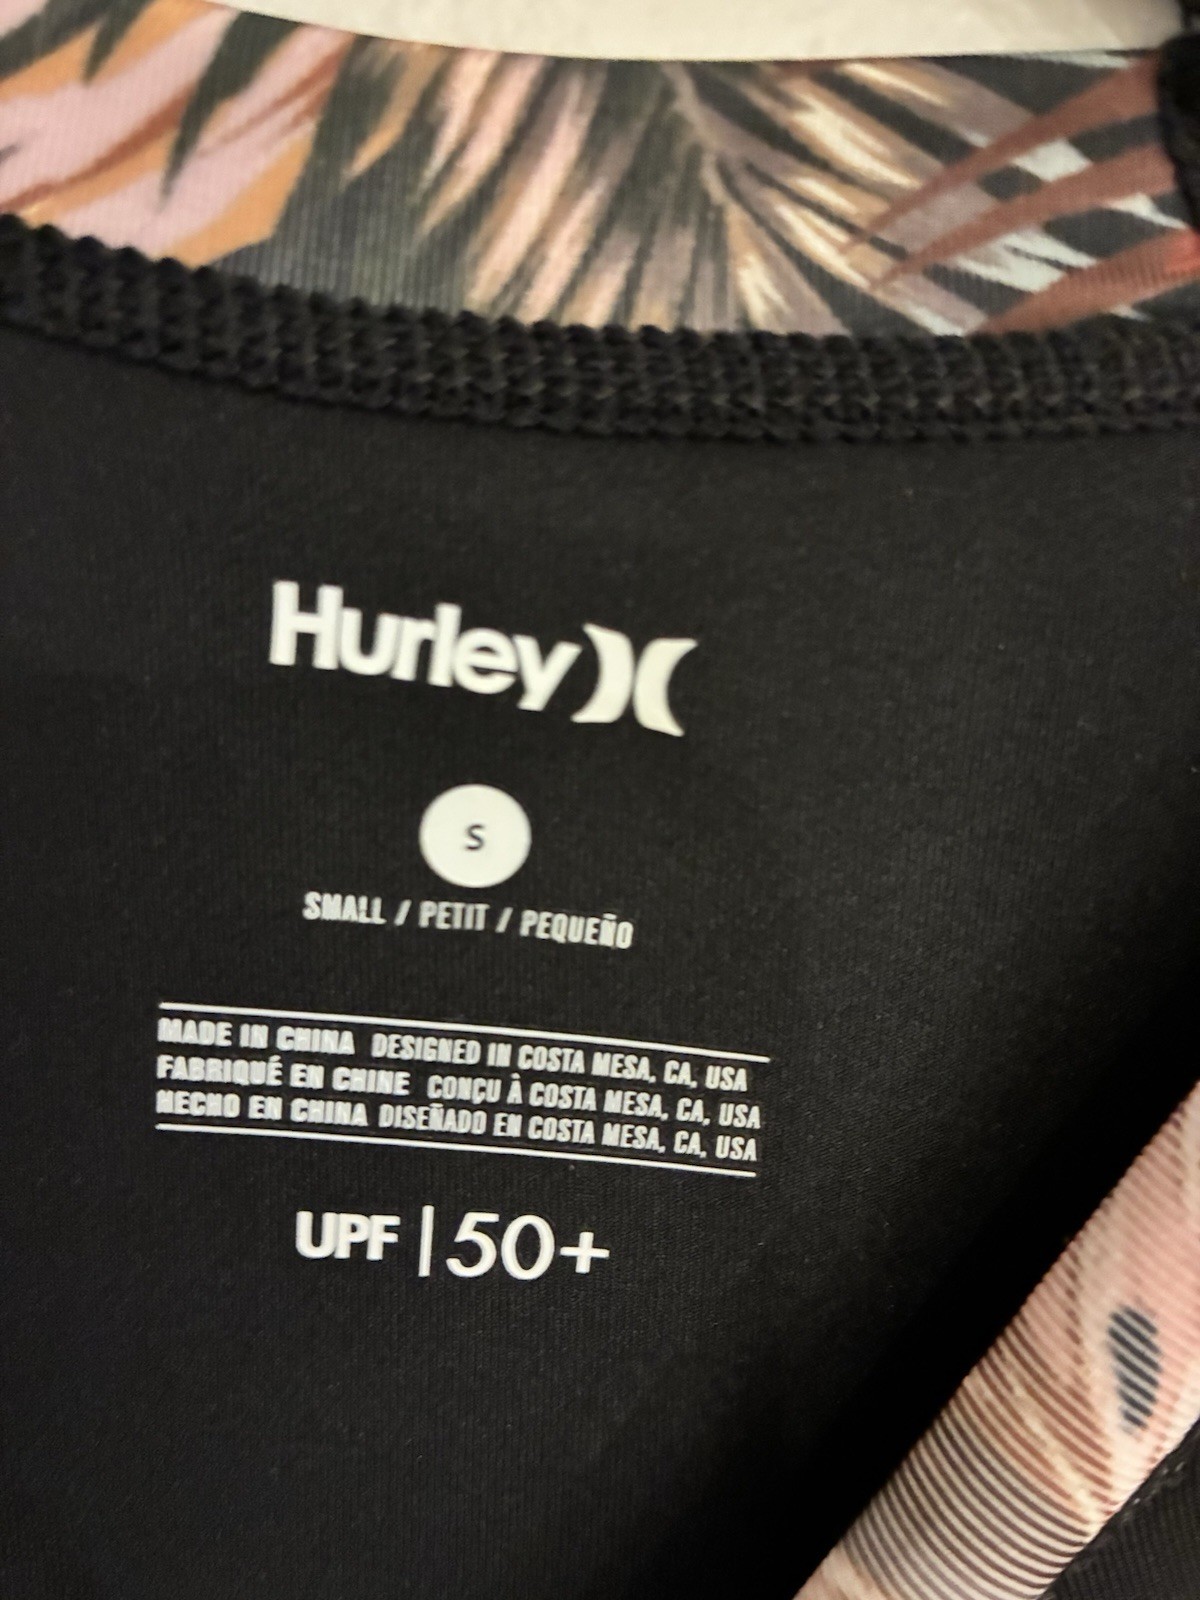 Hurley
S
SMALL / PETIT / PEQUEÑO
MADE IN CHINA DESIGNED IN COSTA MESA, CA, USA
FABRIQUÉ EN CHINE CONÇU À COSTA MESA, CA, USA
HECHO EN CHINA DISEÑADO EN COSTA MESA, CA, USA
UPF | 50+